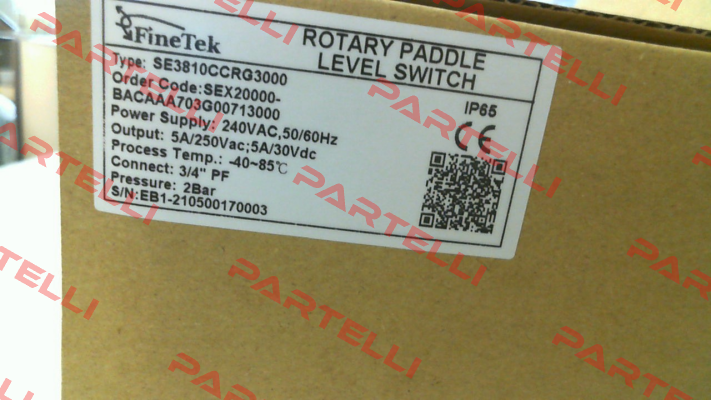 FineTek
ROTARY PADDLE
LEVEL SWITCH
Type: SE3810CCRG3000
Order Code:SEX20000-
BACAAA703G00713000
Power Supply: 240VAC,50/60Hz
Output: 5A/250Vac;5A/30Vdc
Process Temp.: -40~85℃
Connect: 3/4" PF
Pressure: 2Bar
S/N:EB1-210500170003
IP65
CE
PARTELLI
PARTELLI
PARTELLI
PARTELLI
PARTELLI
PARTELLI
PARTELLI